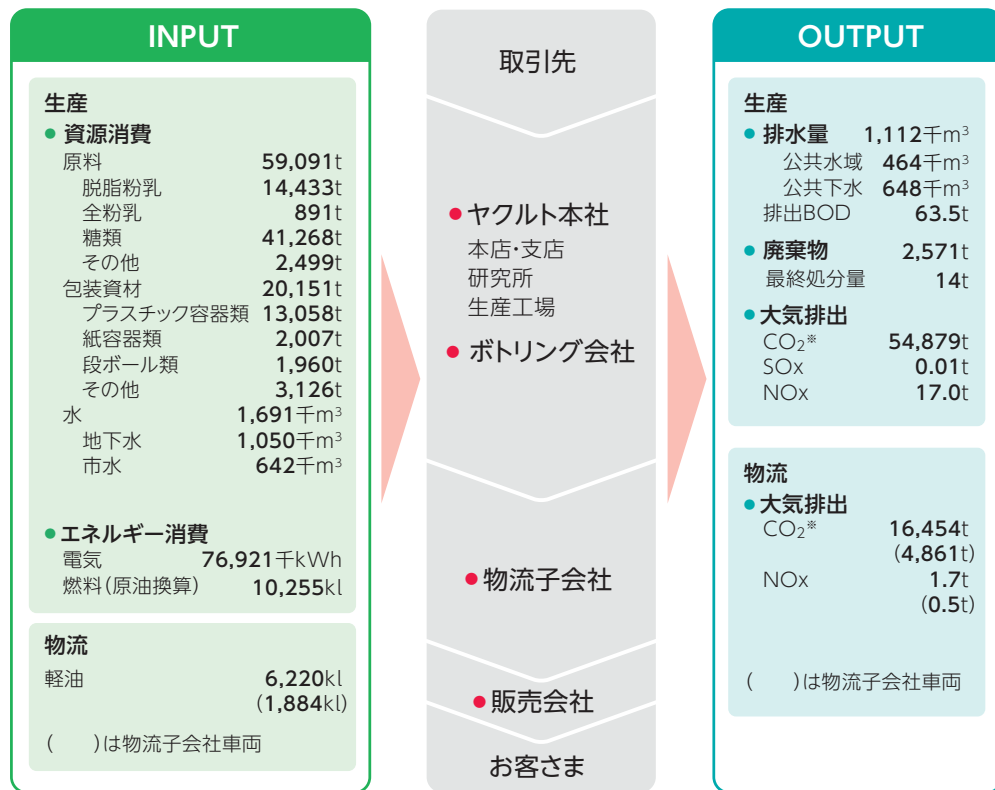 INPUT
生産
● 資源消費
原料 59,091t
脱脂粉乳 14,433t
全粉乳 891t
糖類 41,268t
その他 2,499t
包装資材 20,151t
プラスチック容器類 13,058t
紙容器類 2,007t
段ボール類 1,960t
その他 3,126t
水 1,691千m³
地下水 1,050千m³
市水 642千m³
● エネルギー消費
電気 76,921千kWh
燃料(原油換算) 10,255kl
物流
軽油 6,220kl
(1,884kl)
(　　)は物流子会社車両
取引先
● ヤクルト本社
本店・支店
研究所
生産工場
● ボトリング会社
● 物流子会社
● 販売会社
お客さま
OUTPUT
生産
● 排水量 1,112千m³
公共水域 464千m³
公共下水 648千m³
排出BOD 63.5t
● 廃棄物 2,571t
最終処分量 14t
● 大気排出
CO₂※ 54,879t
SOx 0.01t
NOx 17.0t
物流
● 大気排出
CO₂※ 16,454t
(4,861t)
NOx 1.7t
(0.5t)
(　　)は物流子会社車両